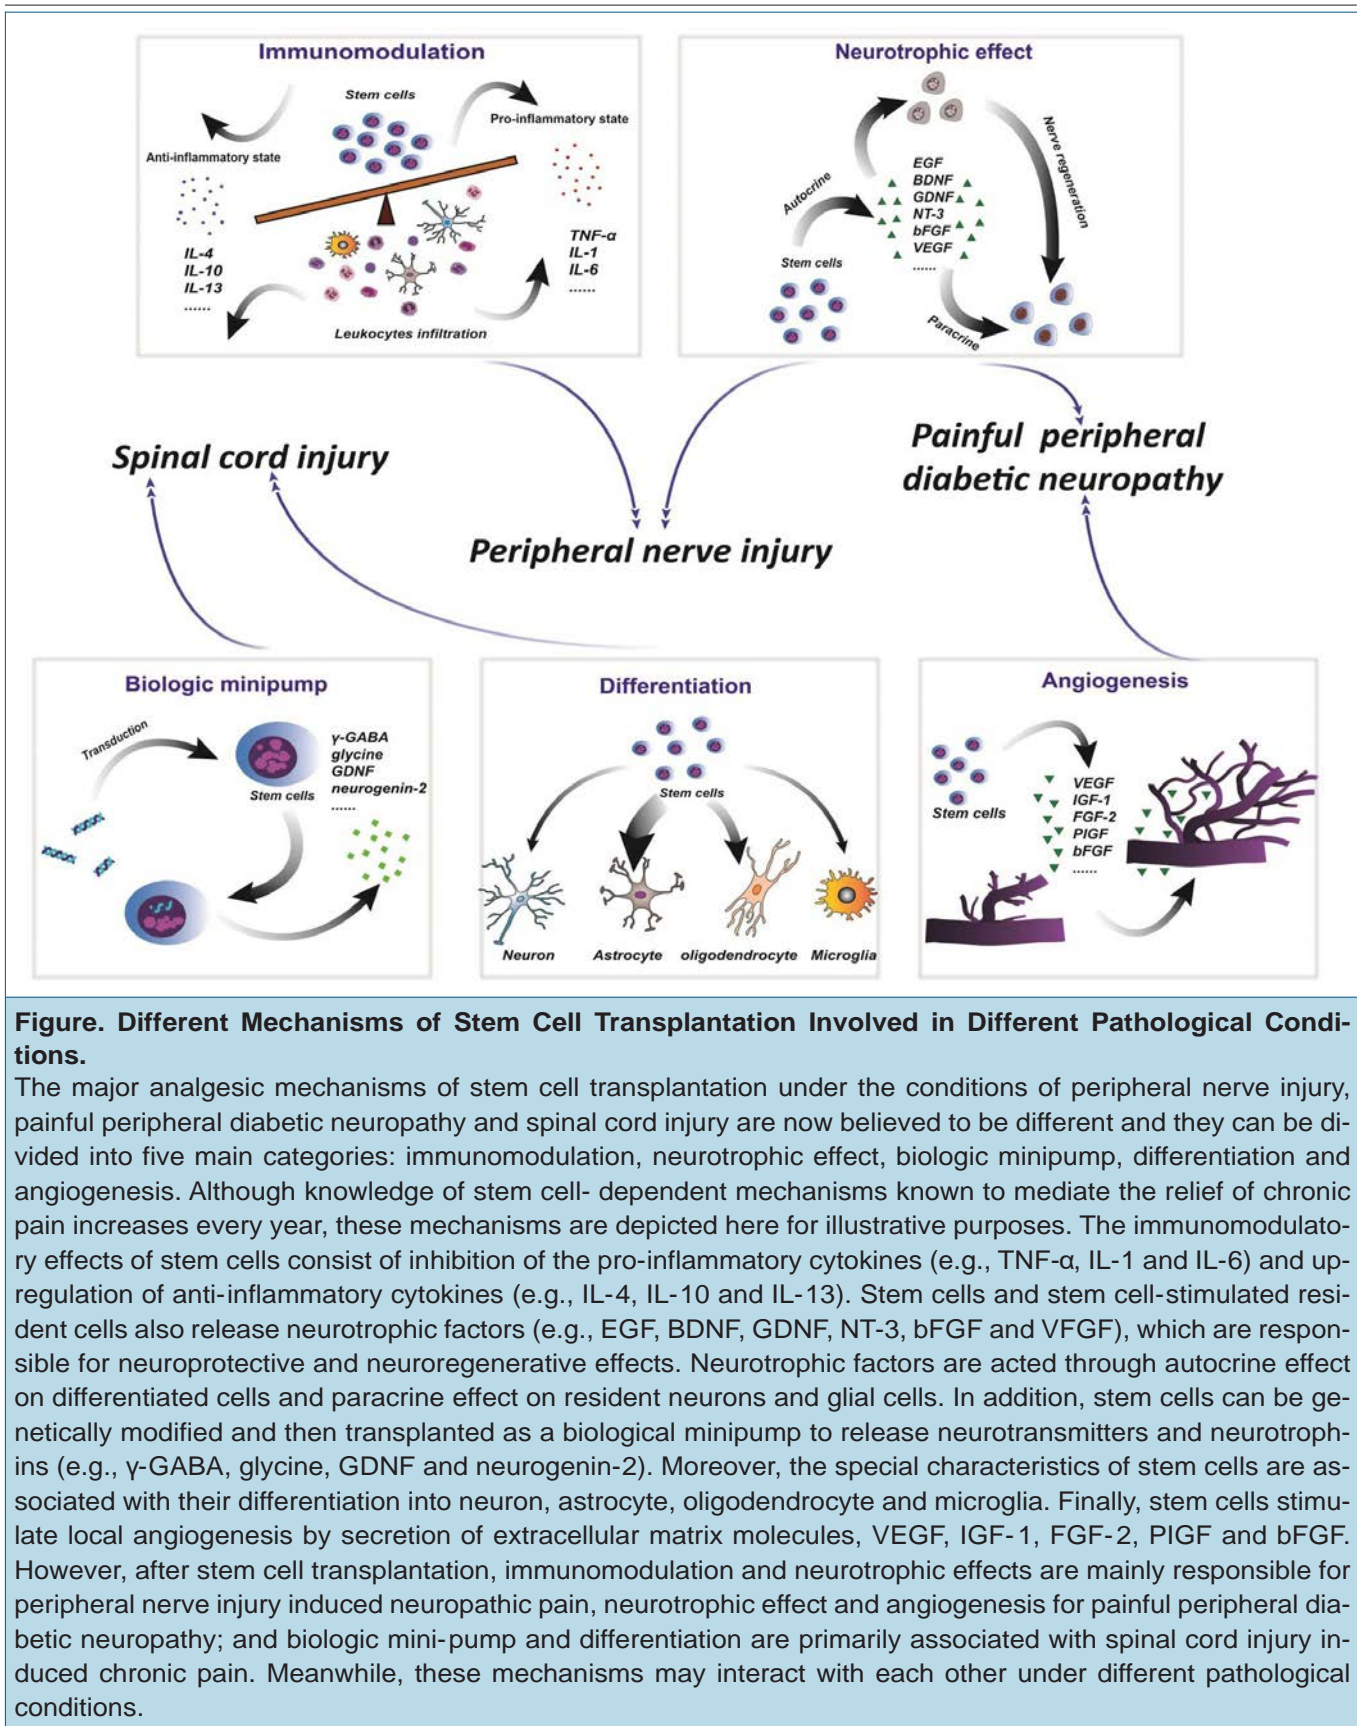 Immunomodulation
Stem cells
Pro-inflammatory state
Anti-inflammatory state
IL-4
IL-10
IL-13
......
TNF-α
IL-1
IL-6
......
Leukocytes infiltration
Neurotrophic effect
Autocrine
EGF
BDNF
GDNF
NT-3
bFGF
VEGF
......
Nerve regeneration
Stem cells
Paracrine
Spinal cord injury
Painful peripheral
diabetic neuropathy
Peripheral nerve injury
Biologic minipump
Transduction
Stem cells
γ-GABA
glycine
GDNF
neurogenin-2
......
Differentiation
Stem cells
Neuron
Astrocyte
oligodendrocyte
Microglia
Angiogenesis
Stem cells
VEGF
IGF-1
FGF-2
PIGF
bFGF
......
Figure. Different Mechanisms of Stem Cell Transplantation Involved in Different Pathological Condi-
tions.
The major analgesic mechanisms of stem cell transplantation under the conditions of peripheral nerve injury,
painful peripheral diabetic neuropathy and spinal cord injury are now believed to be different and they can be di-
vided into five main categories: immunomodulation, neurotrophic effect, biologic minipump, differentiation and
angiogenesis. Although knowledge of stem cell- dependent mechanisms known to mediate the relief of chronic
pain increases every year, these mechanisms are depicted here for illustrative purposes. The immunomodulato-
ry effects of stem cells consist of inhibition of the pro-inflammatory cytokines (e.g., TNF-α, IL-1 and IL-6) and up-
regulation of anti-inflammatory cytokines (e.g., IL-4, IL-10 and IL-13). Stem cells and stem cell-stimulated resi-
dent cells also release neurotrophic factors (e.g., EGF, BDNF, GDNF, NT-3, bFGF and VFGF), which are respon-
sible for neuroprotective and neuroregenerative effects. Neurotrophic factors are acted through autocrine effect
on differentiated cells and paracrine effect on resident neurons and glial cells. In addition, stem cells can be ge-
netically modified and then transplanted as a biological minipump to release neurotransmitters and neurotroph-
ins (e.g., γ-GABA, glycine, GDNF and neurogenin-2). Moreover, the special characteristics of stem cells are as-
sociated with their differentiation into neuron, astrocyte, oligodendrocyte and microglia. Finally, stem cells stimu-
late local angiogenesis by secretion of extracellular matrix molecules, VEGF, IGF-1, FGF-2, PIGF and bFGF.
However, after stem cell transplantation, immunomodulation and neurotrophic effects are mainly responsible for
peripheral nerve injury induced neuropathic pain, neurotrophic effect and angiogenesis for painful peripheral dia-
betic neuropathy; and biologic mini-pump and differentiation are primarily associated with spinal cord injury in-
duced chronic pain. Meanwhile, these mechanisms may interact with each other under different pathological
conditions.